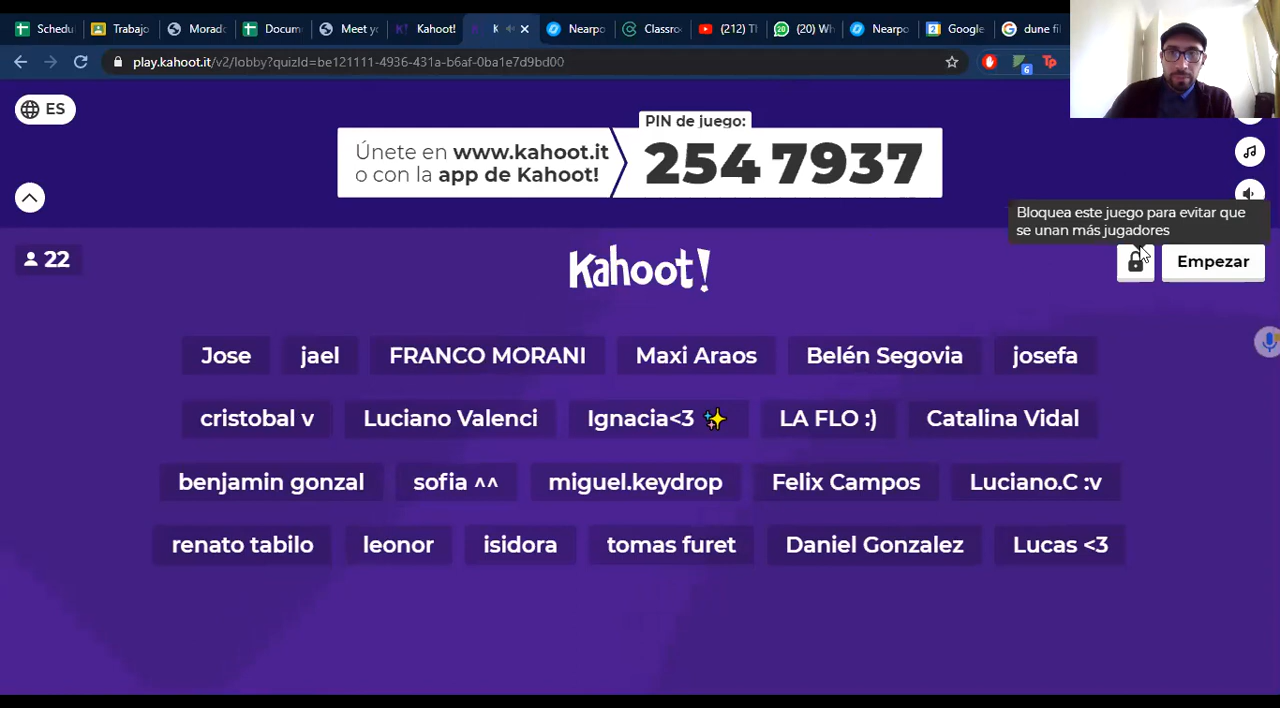 Schedu
Trabajo
Morad
Docum
Meet y
Kahoot!
K
Nearpo
Classro
(212) T
(20) Wh
Nearpo
Google
dune fil
play.kahoot.it/v2/lobby?quizId=be121111-4936-431a-b6af-0ba1e7d9bd00
6
Tp
ES
Únete en www.kahoot.it
o con la app de Kahoot!
PIN de juego:
254 7937
Bloquea este juego para evitar que
se unan más jugadores
22
Kahoot!
Empezar
Jose jael FRANCO MORANI Maxi Araos Belén Segovia josefa
cristobal v Luciano Valenci Ignacia<3 ✨ LA FLO :) Catalina Vidal
benjamin gonzal sofia ^^ miguel.keydrop Felix Campos Luciano.C :v
renato tabilo leonor isidora tomas furet Daniel Gonzalez Lucas <3